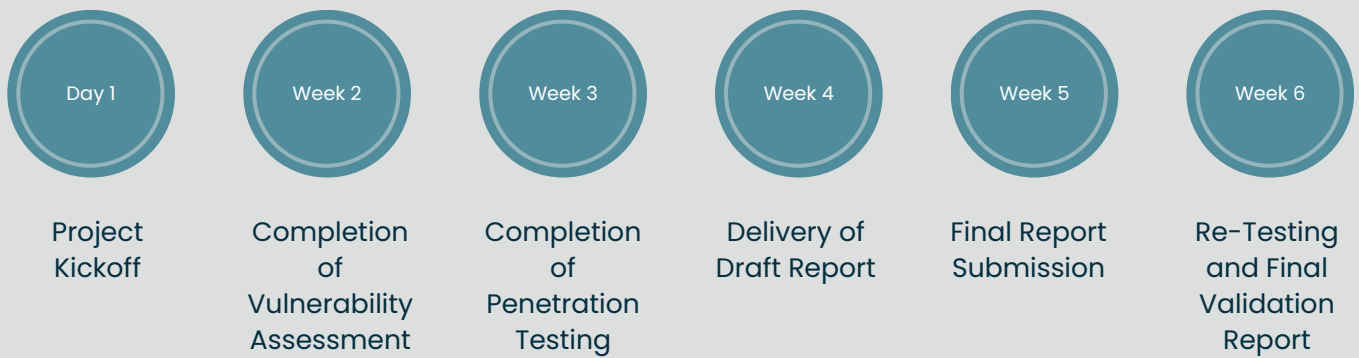 Day 1
Week 2
Week 3
Week 4
Week 5
Week 6
Project
Kickoff
Completion
of
Vulnerability
Assessment
Completion
of
Penetration
Testing
Delivery of
Draft Report
Final Report
Submission
Re-Testing
and Final
Validation
Report